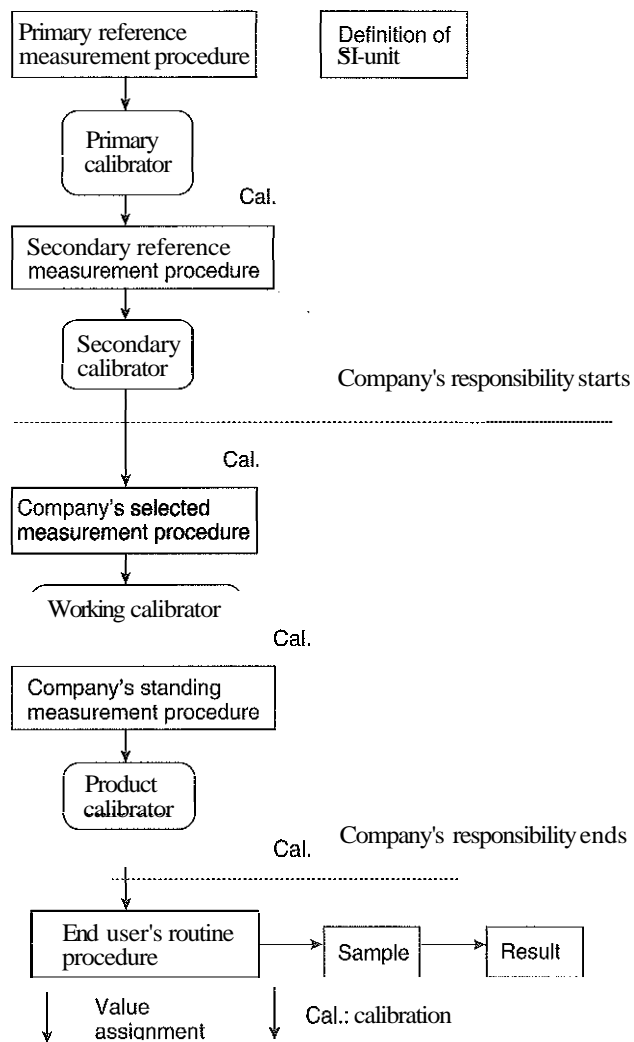 Primary reference
measurement procedure
Definition of
SI-unit
Primary
calibrator
Cal.
Secondary reference
measurement procedure
Secondary
calibrator
Company's responsibility starts
Cal.
Company's selected
measurement procedure
Working calibrator
Cal.
Company's standing
measurement procedure
Product
calibrator
Company's responsibility ends
Cal.
End user's routine
procedure
Sample
Result
Value
assignment
Cal.: calibration